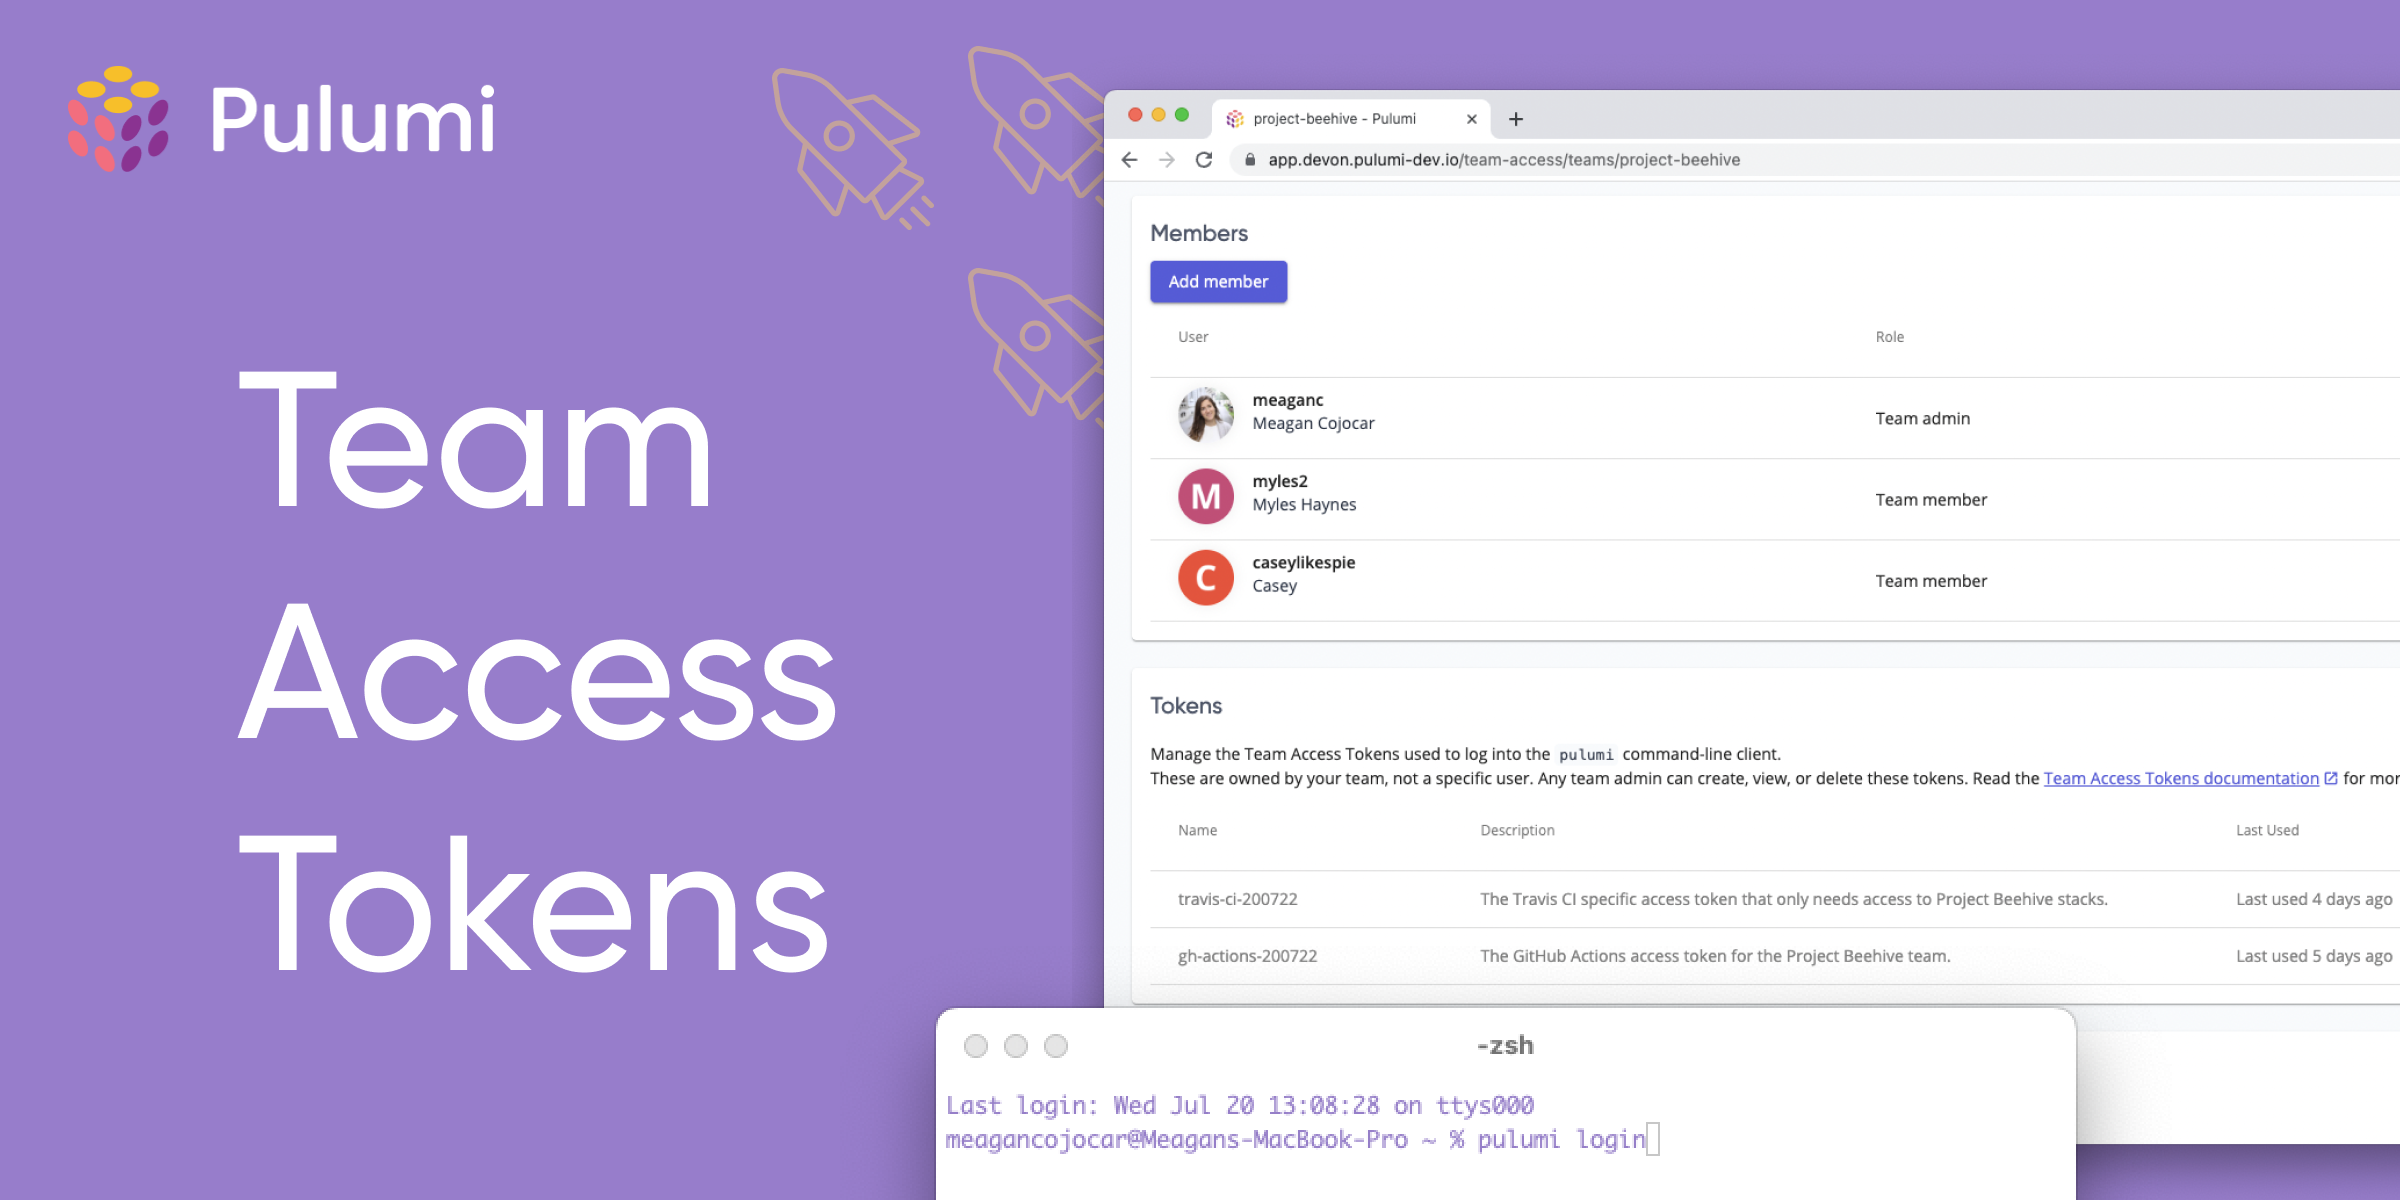 Pulumi
Team
Access
Tokens
project-beehive - Pulumi
app.devon.pulumi-dev.io/team-access/teams/project-beehive
Members
Add member
User Role
meaganc
Meagan Cojocar
Team admin
M
myles2
Myles Haynes
Team member
C
caseylikespie
Casey
Team member
Tokens
Manage the Team Access Tokens used to log into the pulumi command-line client.
These are owned by your team, not a specific user. Any team admin can create, view, or delete these tokens. Read the Team Access Tokens documentation for mor
Name Description Last Used
travis-ci-200722 The Travis CI specific access token that only needs access to Project Beehive stacks. Last used 4 days ago
gh-actions-200722 The GitHub Actions access token for the Project Beehive team. Last used 5 days ago
-zsh
Last login: Wed Jul 20 13:08:28 on ttys000
meagancojocar@Meagans-MacBook-Pro ~ % pulumi login